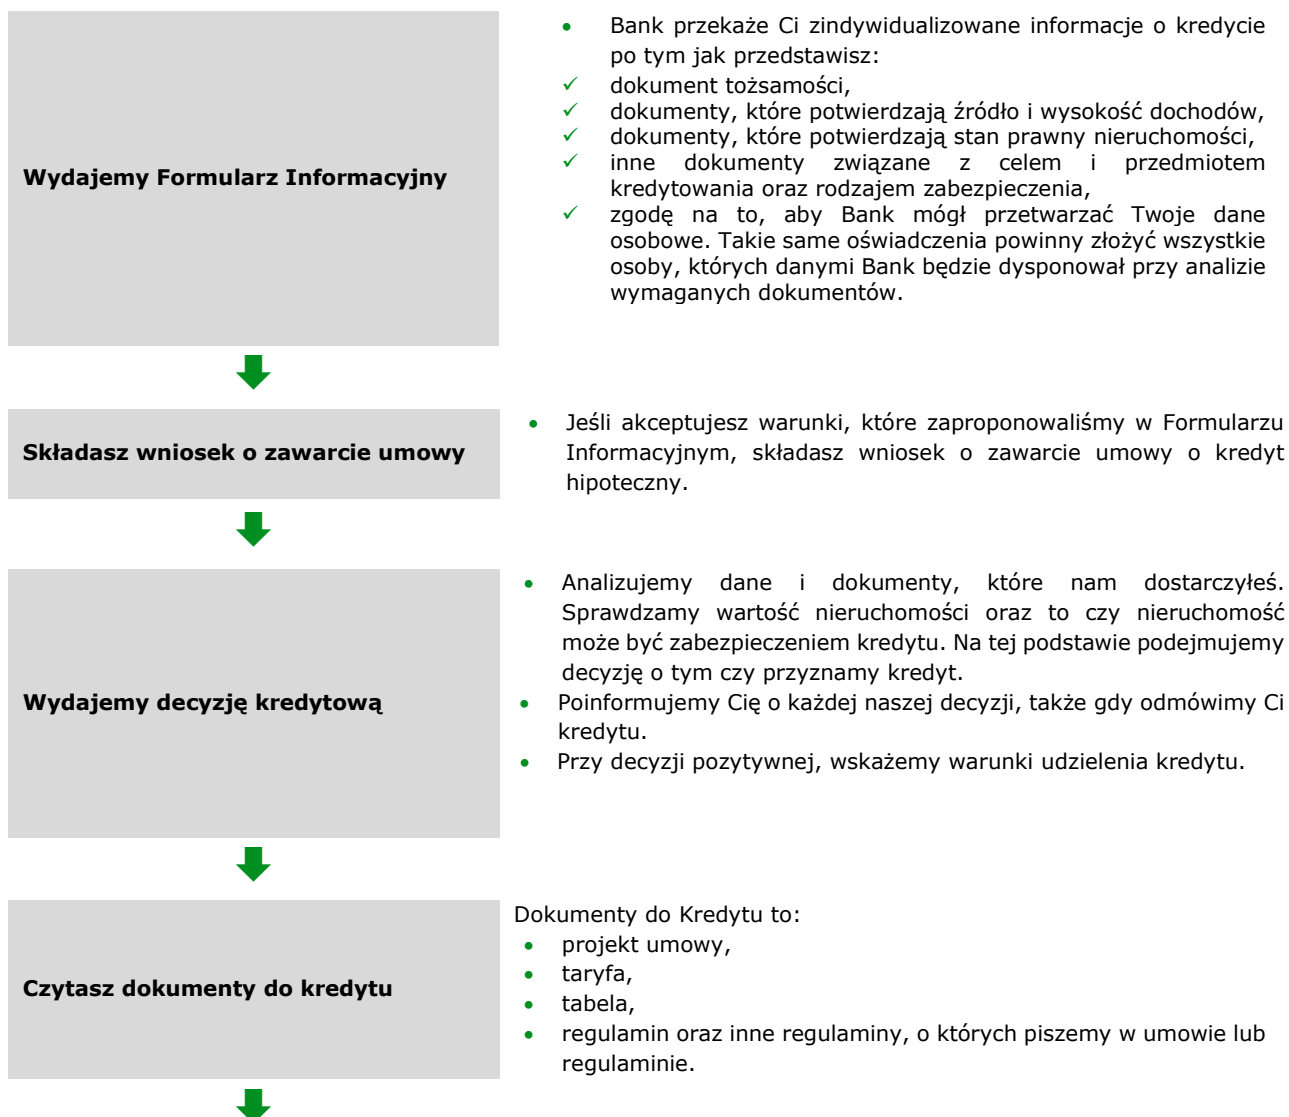 Wydajemy Formularz Informacyjny
• Bank przekaże Ci zindywidualizowane informacje o kredycie
po tym jak przedstawisz:
✓ dokument tożsamości,
✓ dokumenty, które potwierdzają źródło i wysokość dochodów,
✓ dokumenty, które potwierdzają stan prawny nieruchomości,
✓ inne dokumenty związane z celem i przedmiotem
kredytowania oraz rodzajem zabezpieczenia,
✓ zgodę na to, aby Bank mógł przetwarzać Twoje dane
osobowe. Takie same oświadczenia powinny złożyć wszystkie
osoby, których danymi Bank będzie dysponował przy analizie
wymaganych dokumentów.
Składasz wniosek o zawarcie umowy
• Jeśli akceptujesz warunki, które zaproponowaliśmy w Formularzu
Informacyjnym, składasz wniosek o zawarcie umowy o kredyt
hipoteczny.
Wydajemy decyzję kredytową
• Analizujemy dane i dokumenty, które nam dostarczyłeś.
Sprawdzamy wartość nieruchomości oraz to czy nieruchomość
może być zabezpieczeniem kredytu. Na tej podstawie podejmujemy
decyzję o tym czy przyznamy kredyt.
• Poinformujemy Cię o każdej naszej decyzji, także gdy odmówimy Ci
kredytu.
• Przy decyzji pozytywnej, wskażemy warunki udzielenia kredytu.
Czytasz dokumenty do kredytu
Dokumenty do Kredytu to:
• projekt umowy,
• taryfa,
• tabela,
• regulamin oraz inne regulaminy, o których piszemy w umowie lub
regulaminie.